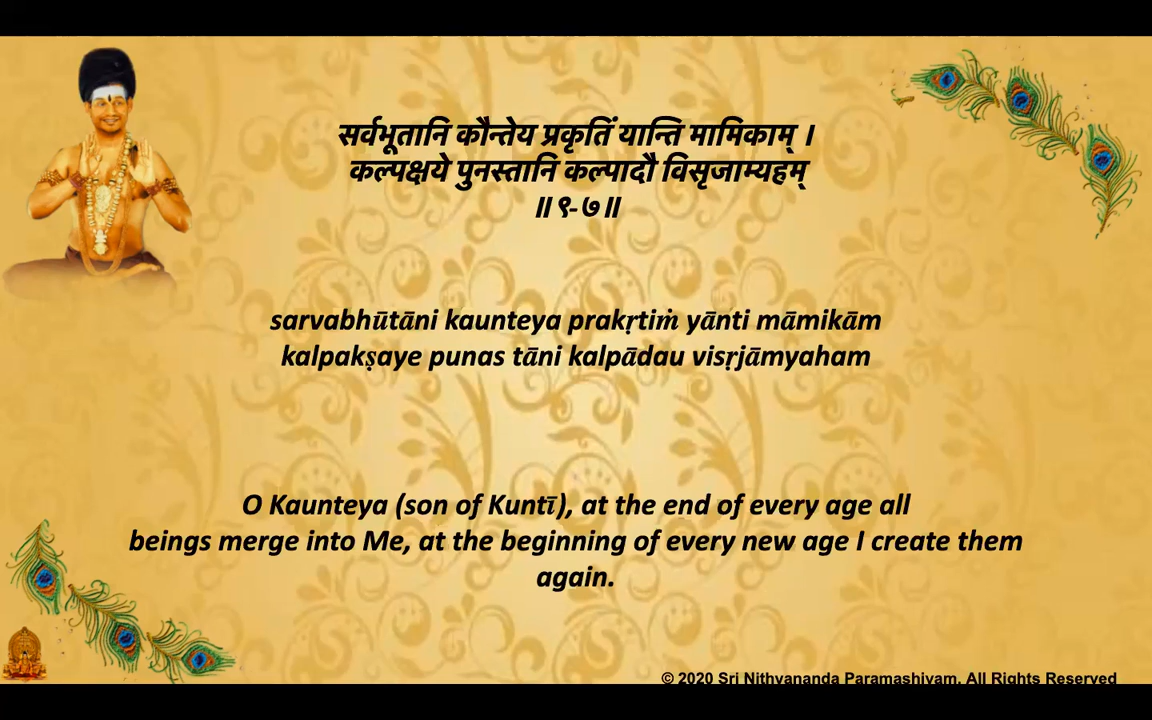 सर्वभूतानि कौन्तेय प्रकृतिं यान्ति मामिकाम् ।
कल्पक्षये पुनस्तानि कल्पादौ विसृजाम्यहम्
॥ ९-७॥
sarvabhūtāni kaunteya prakṛtiṁ yānti māmikām
kalpakṣaye punas tāni kalpādau visṛjāmyaham
O Kaunteya (son of Kuntī), at the end of every age all
beings merge into Me, at the beginning of every new age I create them
again.
© 2020 Sri Nithyananda Paramashivam. All Rights Reserved